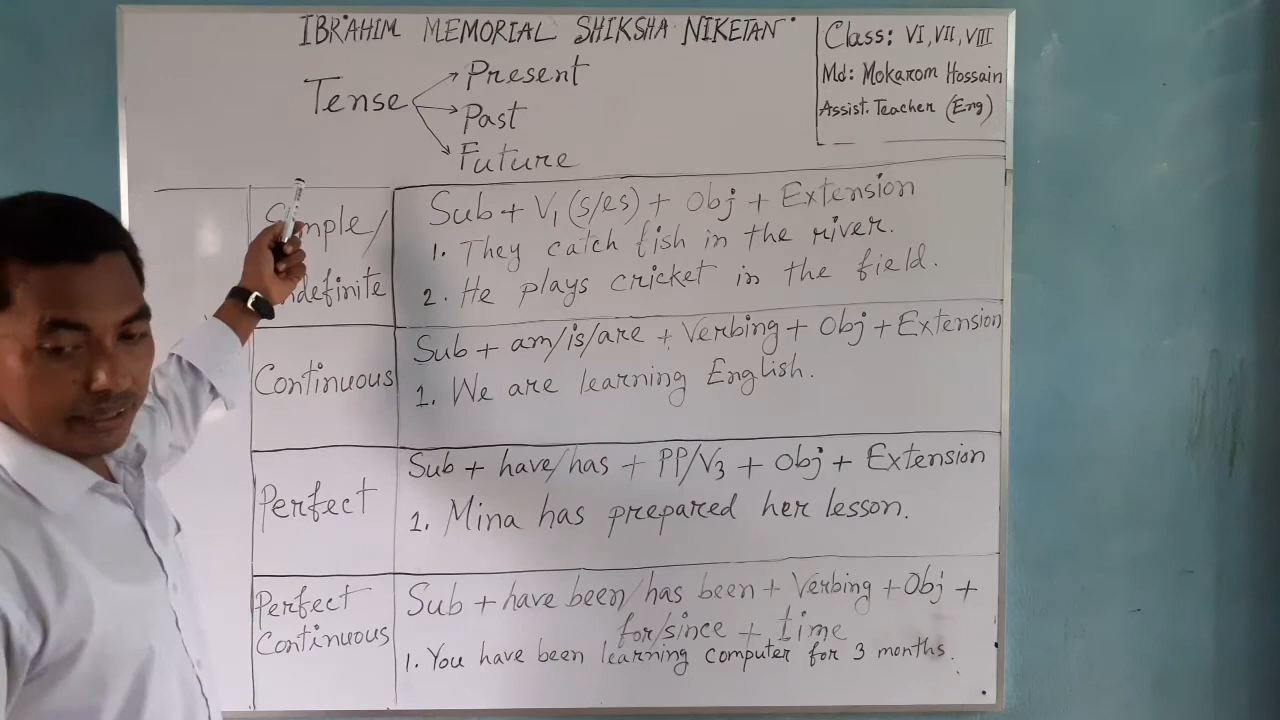 IBRAHIM MEMORIAL SHIKSHA NIKETAN
Class: VI, VII, VIII
Md: Mokarom Hossain
Assist. Teacher (Eng)
Tense
Present
Past
Future
Simple/
Indefinite
Sub + V1 (s/es) + Obj + Extension
1. They catch fish in the river.
2. He plays cricket in the field.
Continuous
Sub + am/is/are + Verbing + Obj + Extension
1. We are learning English.
Perfect
Sub + have/has + PP/V3 + Obj + Extension
1. Mina has prepared her lesson.
Perfect
Continuous
Sub + have been/has been + Verbing + Obj +
for/since + time
1. You have been learning computer for 3 months.